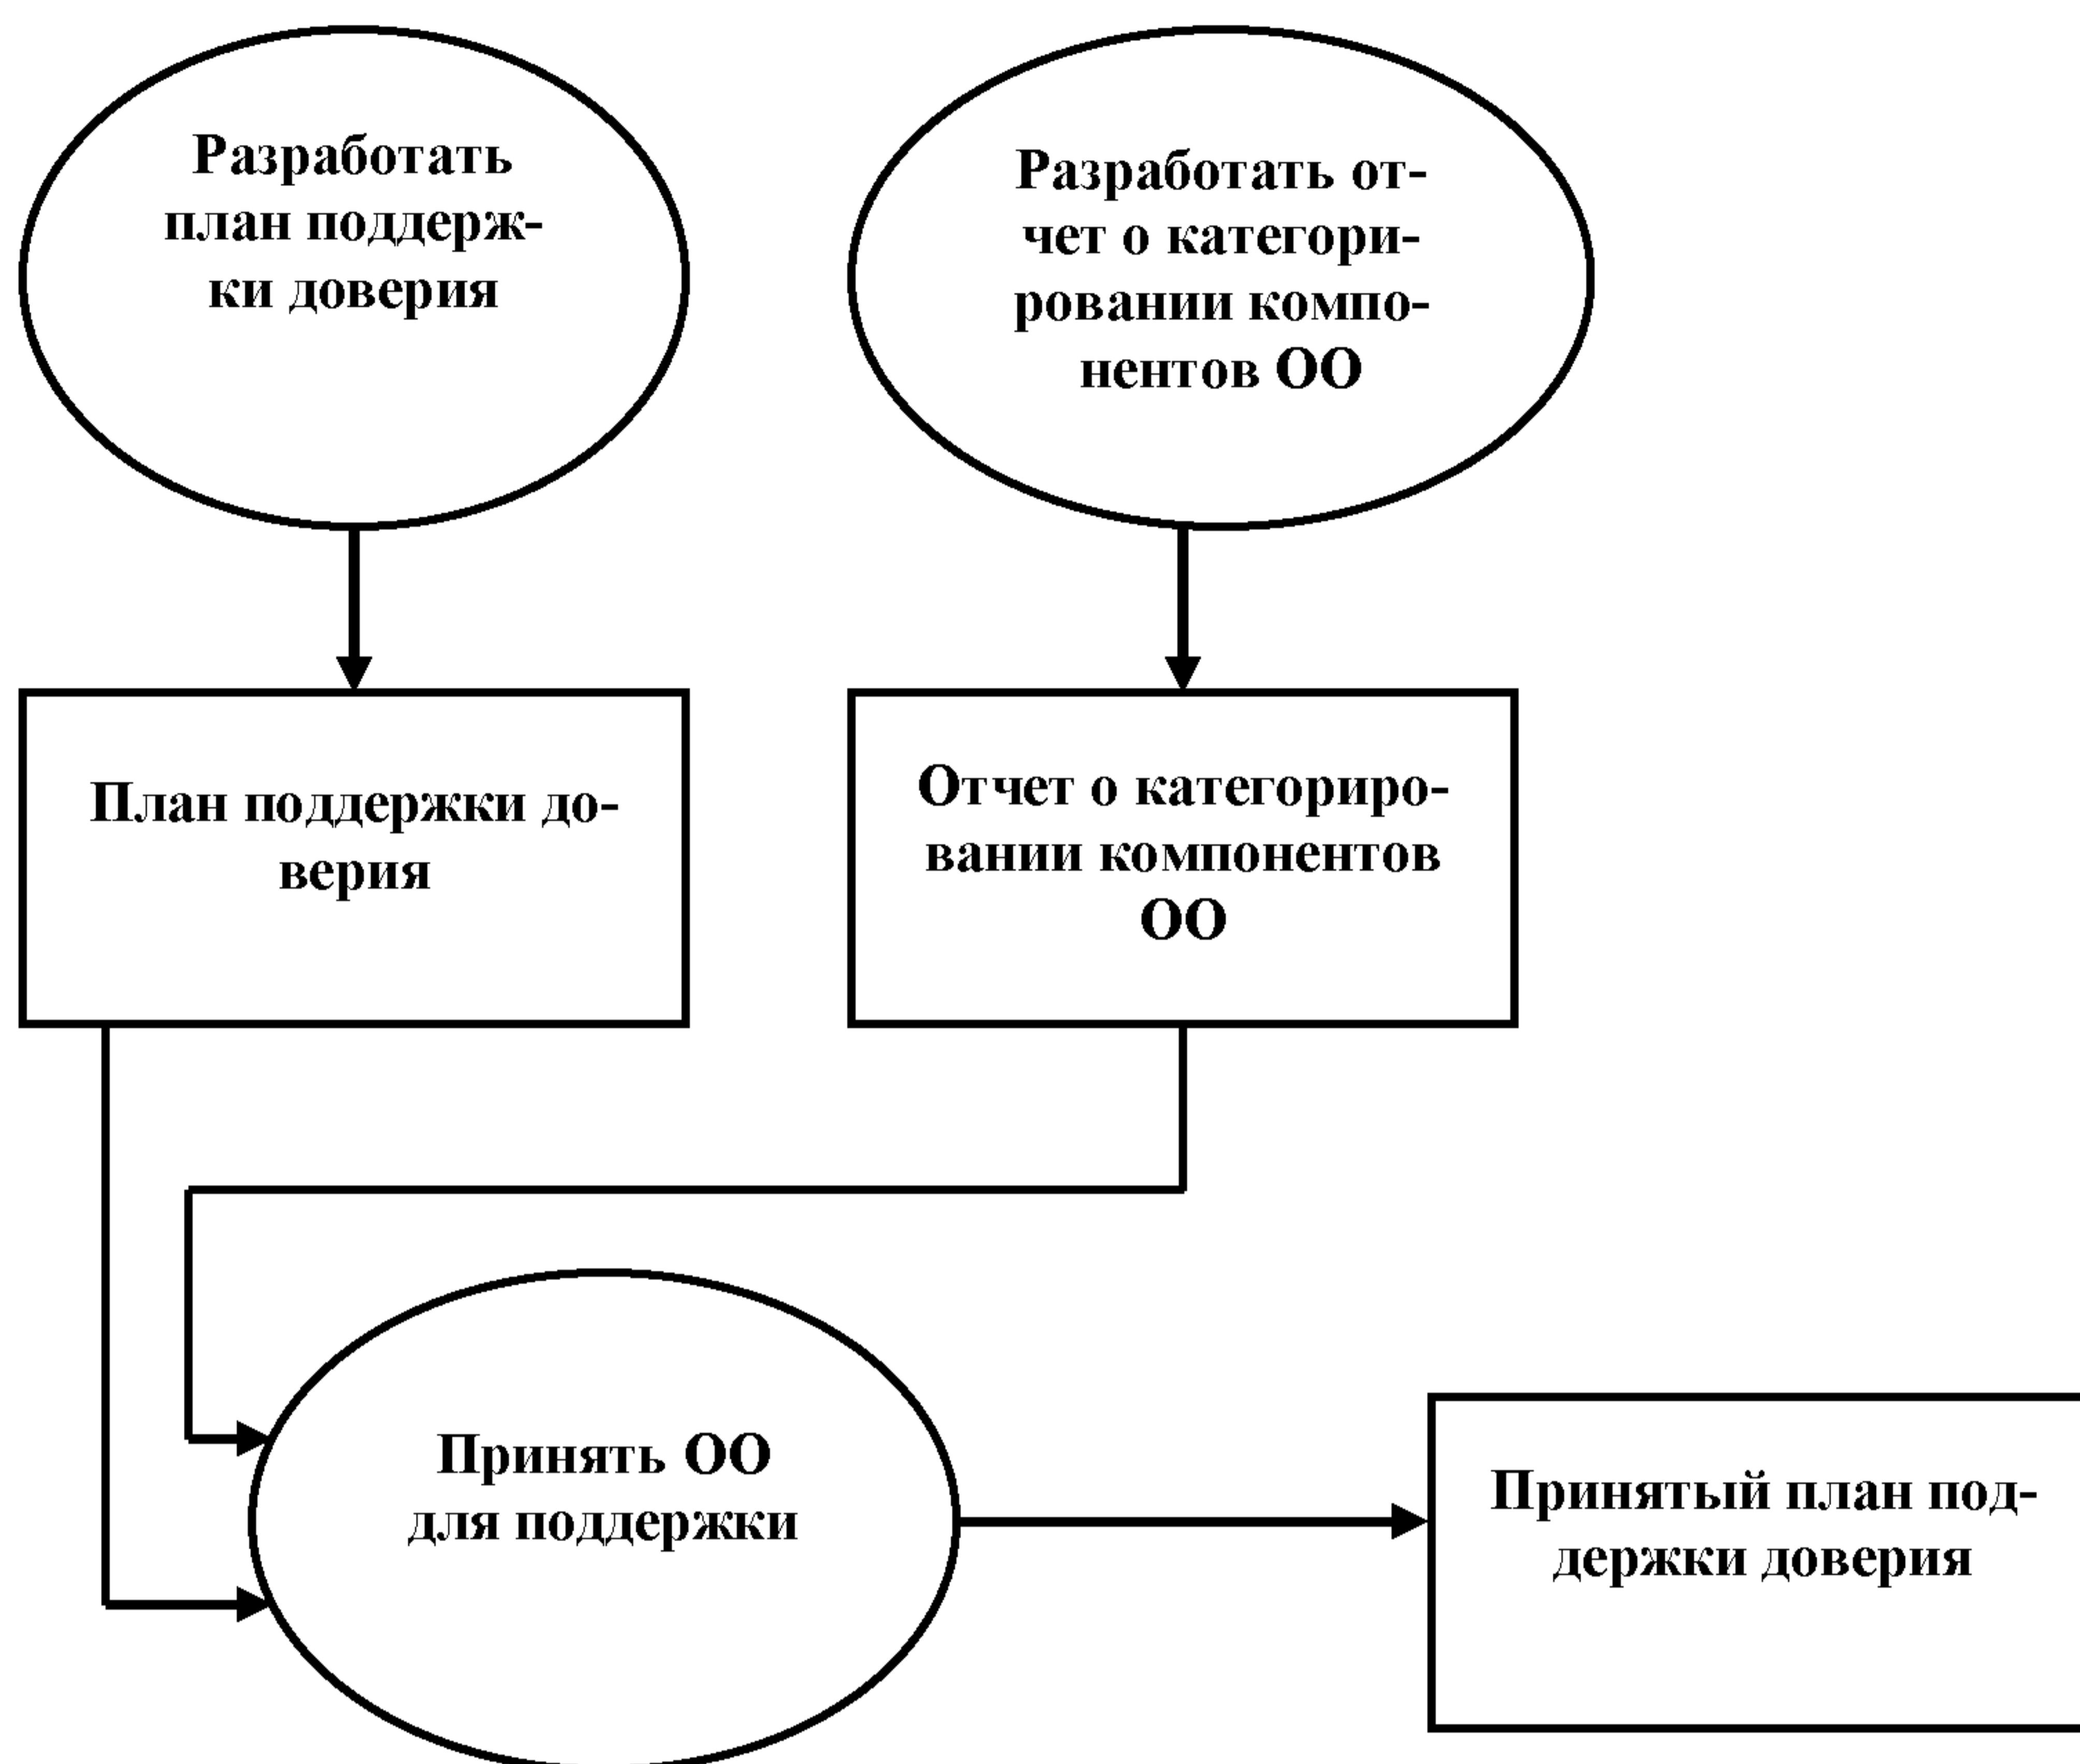 Разработать
план поддерж-
ки доверия
Разработать от-
чет о категори-
ровании компо-
нентов ОО
План поддержки до-
верия
Отчет о категориро-
вании компонентов
ОО
Принять ОО
для поддержки
Принятый план под-
держки доверия